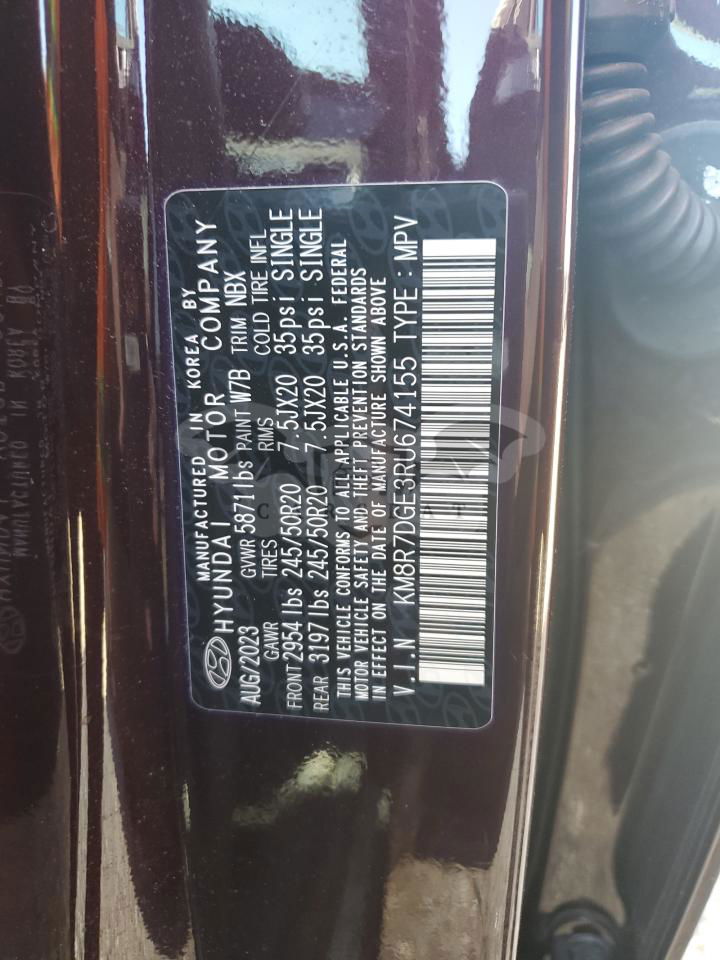 MANUFACTURED IN KOREA BY
HYUNDAI MOTOR COMPANY
AUG/2023 GVWR 5871lbs PAINT W7B TRIM NBX
GAWR TIRES RIMS COLD TIRE INFL
FRONT 2954 lbs 245/50R20 7.5JX20 35psi SINGLE
REAR 3197 lbs 245/50R20 7.5JX20 35psi SINGLE
THIS VEHICLE CONFORMS TO ALL APPLICABLE U.S.A. FEDERAL
MOTOR VEHICLE SAFETY AND THEFT PREVENTION STANDARDS
IN EFFECT ON THE DATE OF MANUFACTURE SHOWN ABOVE
V.I.N : KM8R7DGE3RU674155 TYPE : MPV